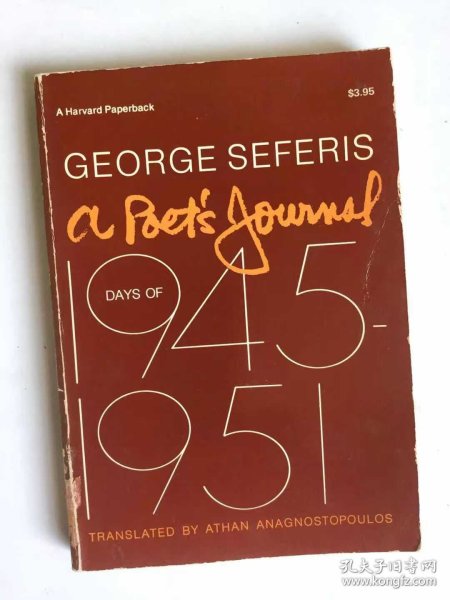 A Harvard Paperback
$3.95
GEORGE SEFERIS
a Poet's Journal
DAYS OF
1945-
1951
TRANSLATED BY ATHAN ANAGNOSTOPOULOS
孔夫子旧书网
www.kongfz.com